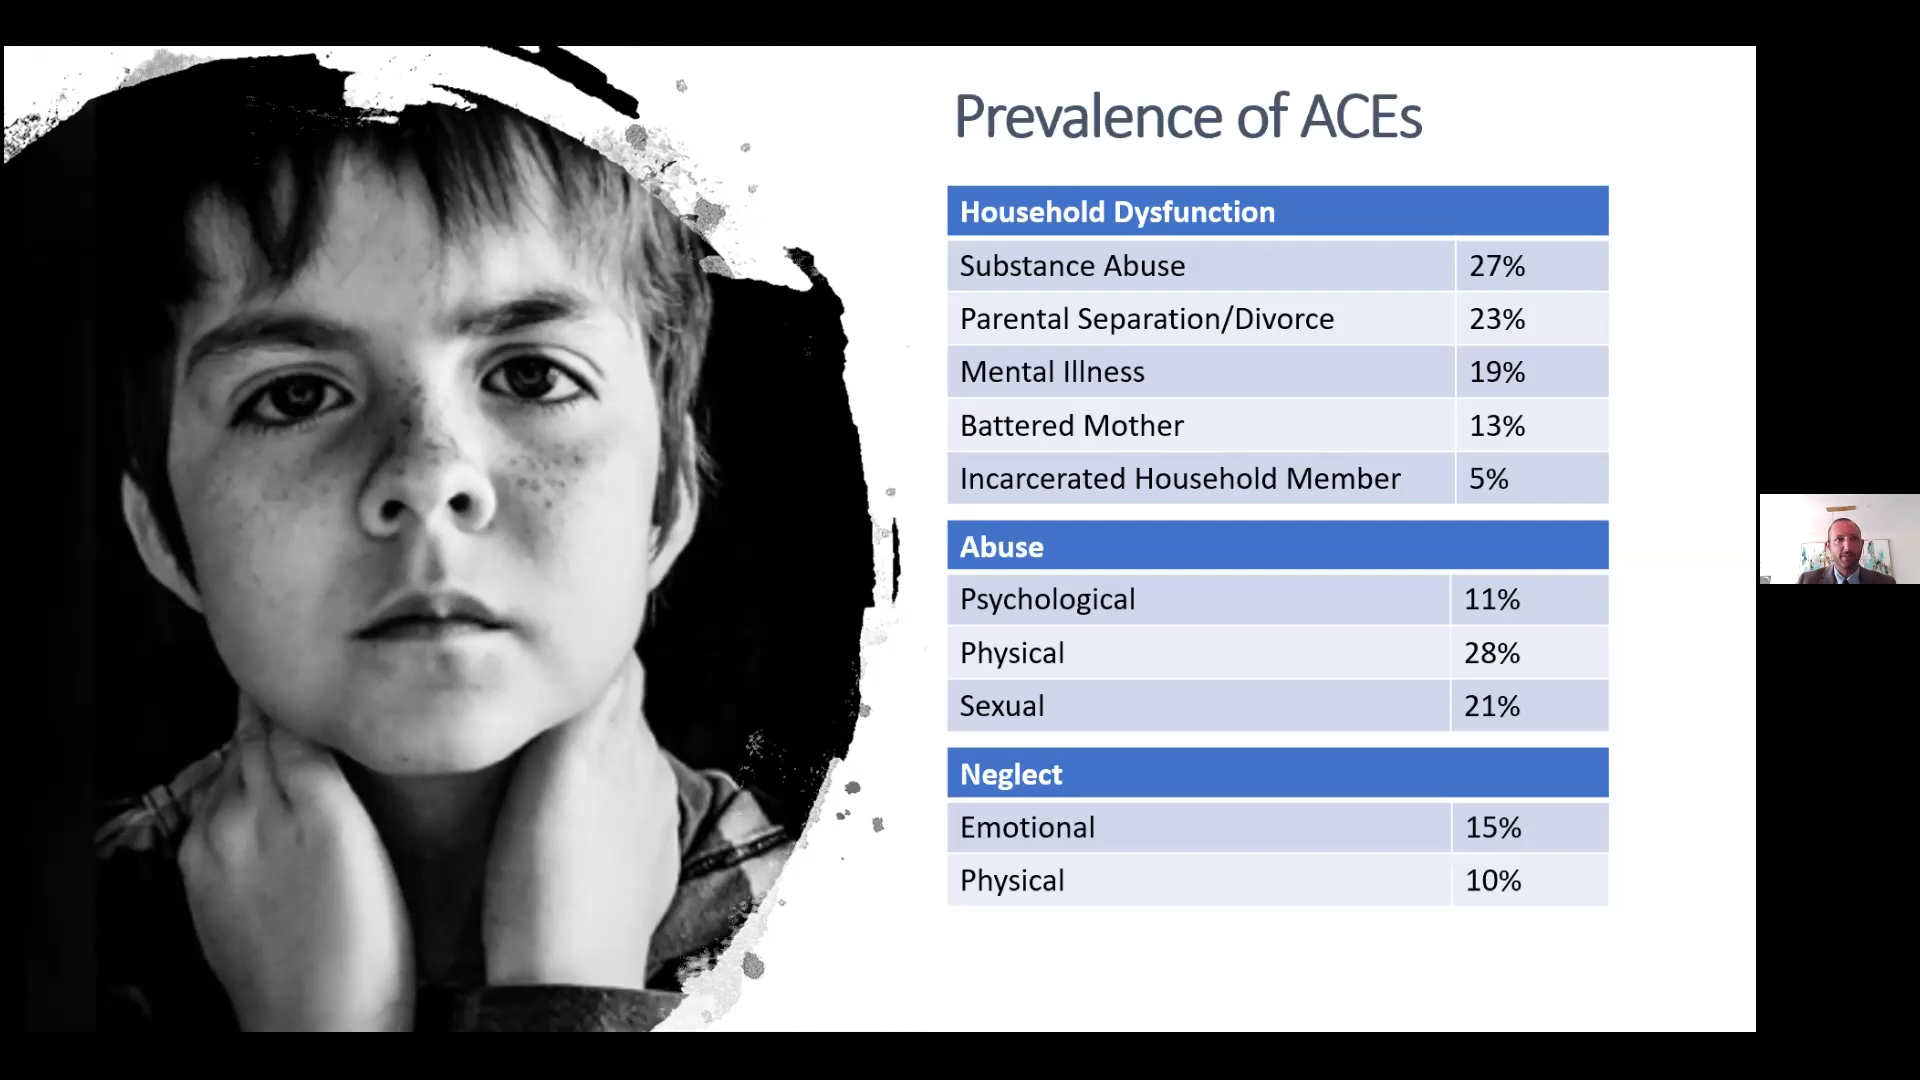 Prevalence of ACEs
Household Dysfunction
Substance Abuse 27%
Parental Separation/Divorce 23%
Mental Illness 19%
Battered Mother 13%
Incarcerated Household Member 5%
Abuse
Psychological 11%
Physical 28%
Sexual 21%
Neglect
Emotional 15%
Physical 10%